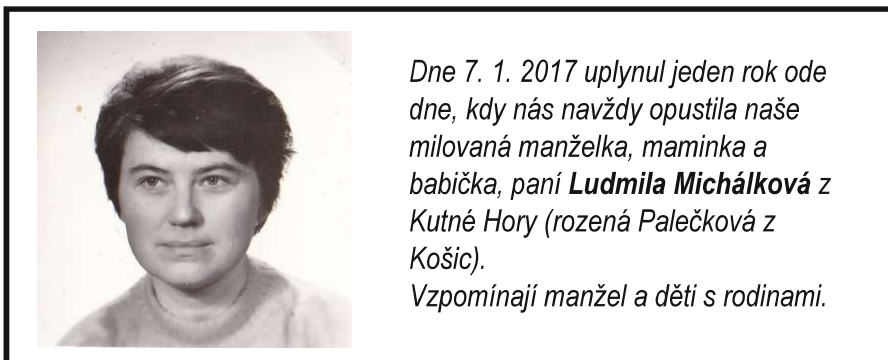 Dne 7. 1. 2017 uplynul jeden rok ode
dne, kdy nás navždy opustila naše
milovaná manželka, maminka a
babička, paní Ludmila Michálková z
Kutné Hory (rozená Palečková z
Košic).
Vzpomínají manžel a děti s rodinami.